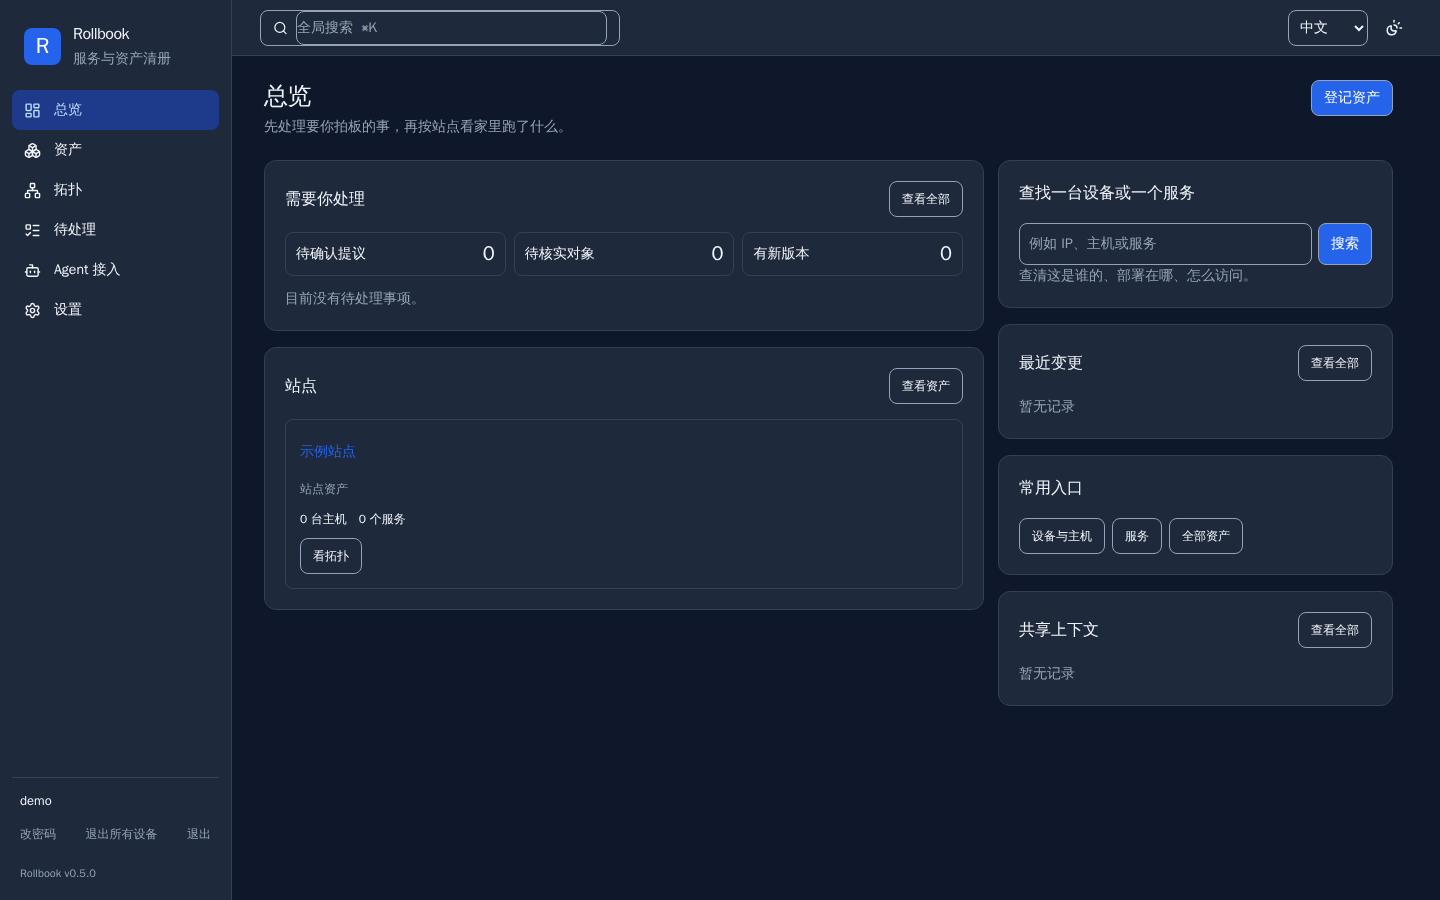 R
Rollbook
服务与资产清册
总览
资产
拓扑
待处理
Agent 接入
设置
demo
改密码 退出所有设备 退出
Rollbook v0.5.0
全局搜索 ⌘K
中文
总览
先处理要你拍板的事，再按站点看家里跑了什么。
登记资产
需要你处理
查看全部
待确认提议 0
待核实对象 0
有新版本 0
目前没有待处理事项。
站点
查看资产
示例站点
站点资产
0 台主机 0 个服务
看拓扑
查找一台设备或一个服务
例如 IP、主机或服务
搜索
查清这是谁的、部署在哪、怎么访问。
最近变更
查看全部
暂无记录
常用入口
设备与主机 服务 全部资产
共享上下文
查看全部
暂无记录